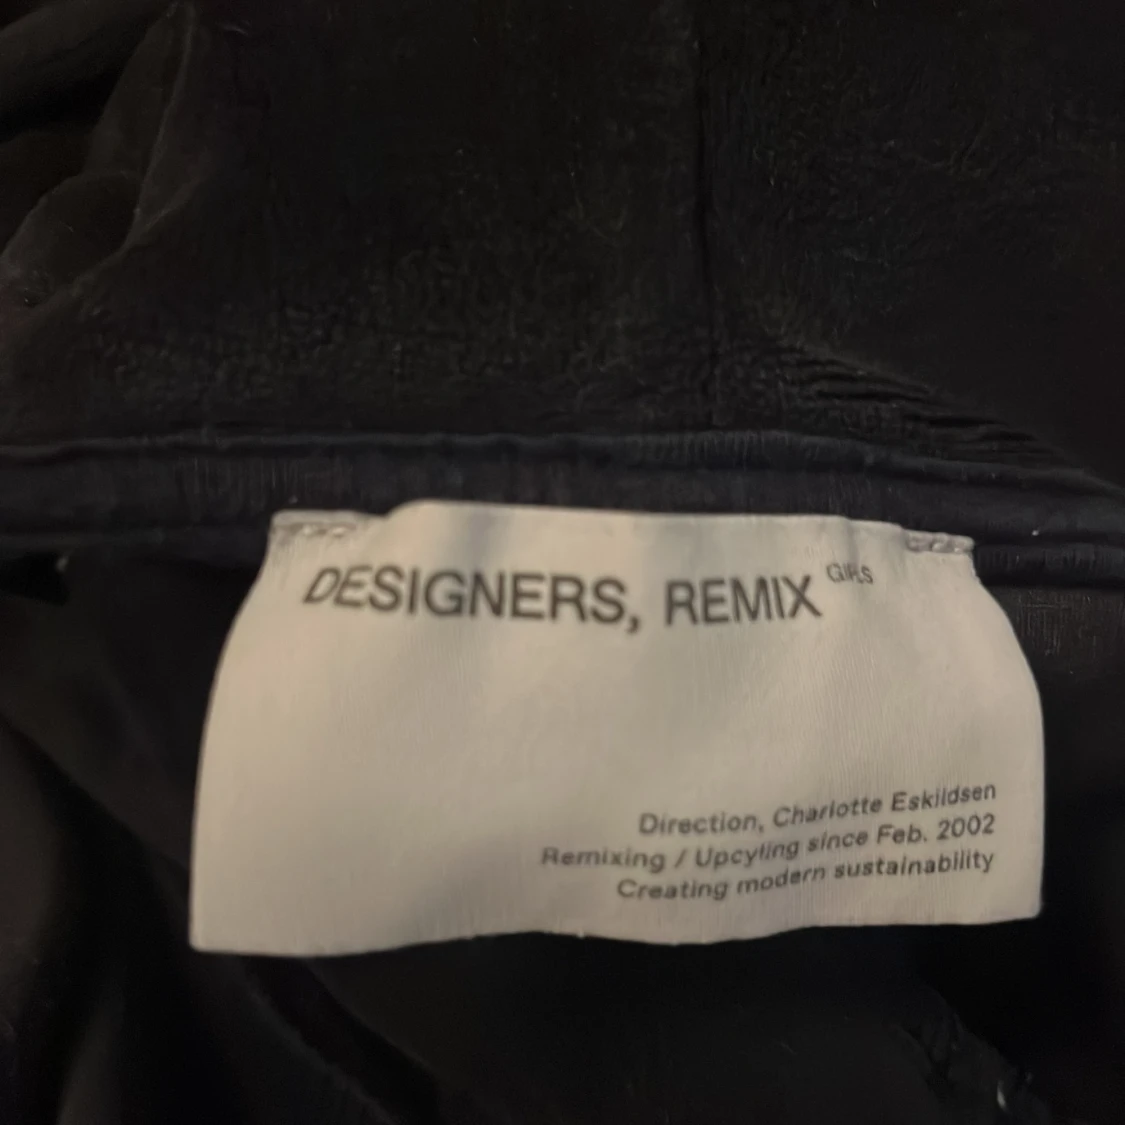 DESIGNERS, REMIX GIRLS
Direction, Charlotte Eskildsen
Remixing / Upcyling since Feb. 2002
Creating modern sustainability